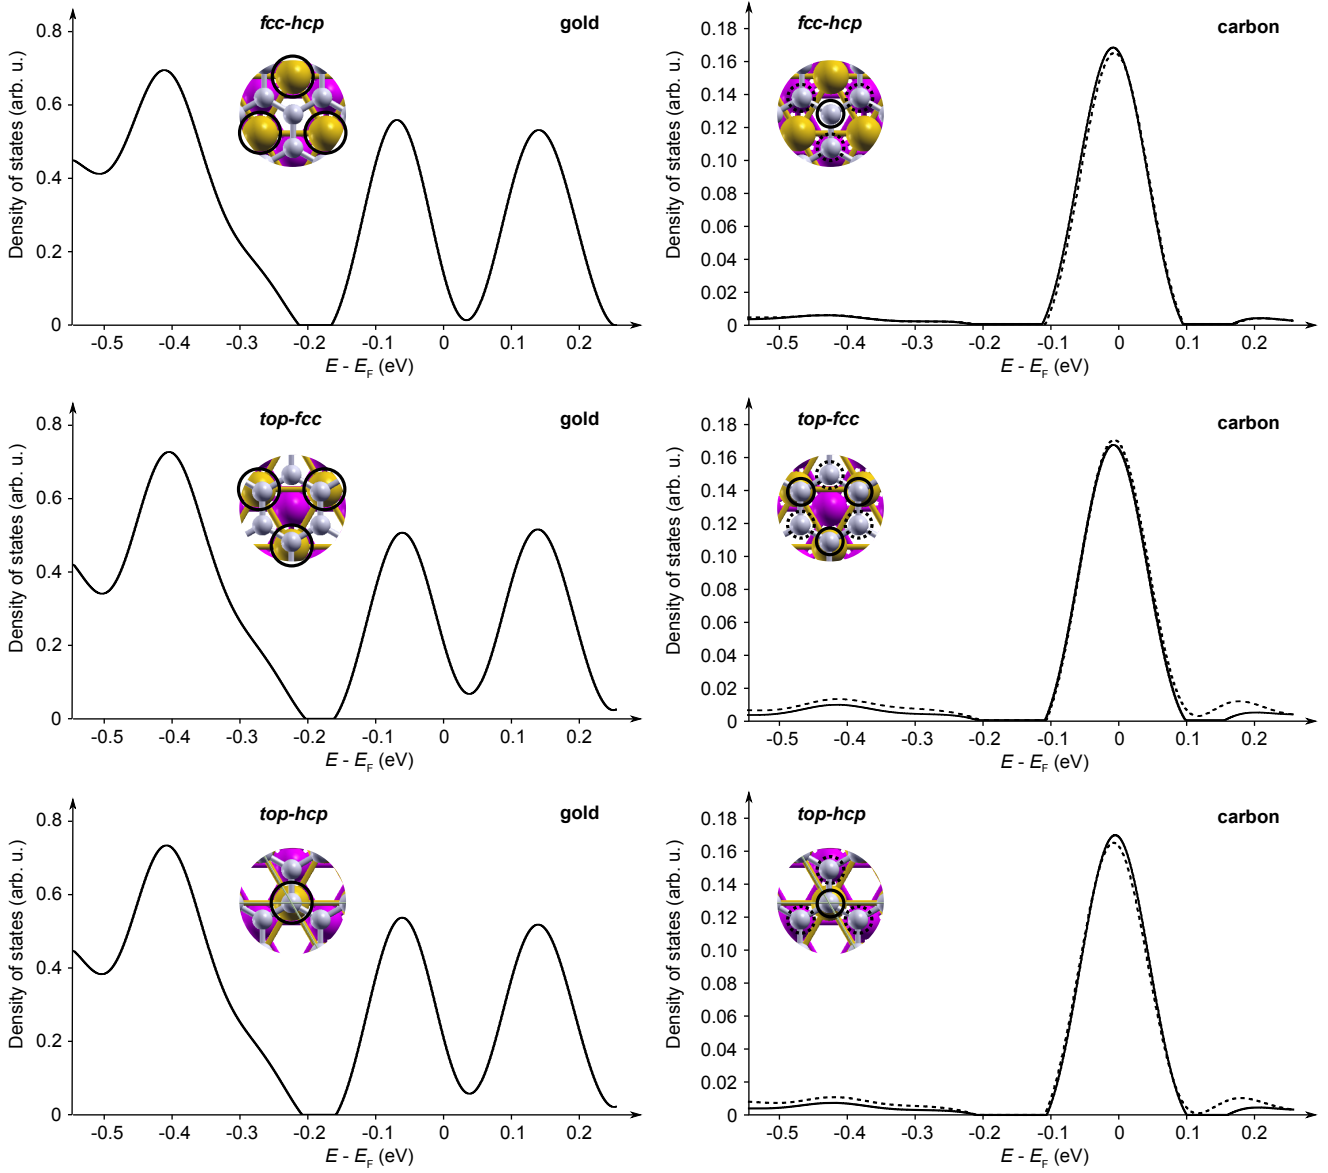 fcc-hcp
gold
Density of states (arb. u.)
0.8
0.6
0.4
0.2
0
-0.5 -0.4 -0.3 -0.2 -0.1 0 0.1 0.2
E - EF (eV)
fcc-hcp
carbon
Density of states (arb. u.)
0.18
0.16
0.14
0.12
0.10
0.08
0.06
0.04
0.02
0
-0.5 -0.4 -0.3 -0.2 -0.1 0 0.1 0.2
E - EF (eV)
top-fcc
gold
Density of states (arb. u.)
0.8
0.6
0.4
0.2
0
-0.5 -0.4 -0.3 -0.2 -0.1 0 0.1 0.2
E - EF (eV)
top-fcc
carbon
Density of states (arb. u.)
0.18
0.16
0.14
0.12
0.10
0.08
0.06
0.04
0.02
0
-0.5 -0.4 -0.3 -0.2 -0.1 0 0.1 0.2
E - EF (eV)
top-hcp
gold
Density of states (arb. u.)
0.8
0.6
0.4
0.2
0
-0.5 -0.4 -0.3 -0.2 -0.1 0 0.1 0.2
E - EF (eV)
top-hcp
carbon
Density of states (arb. u.)
0.18
0.16
0.14
0.12
0.10
0.08
0.06
0.04
0.02
0
-0.5 -0.4 -0.3 -0.2 -0.1 0 0.1 0.2
E - EF (eV)